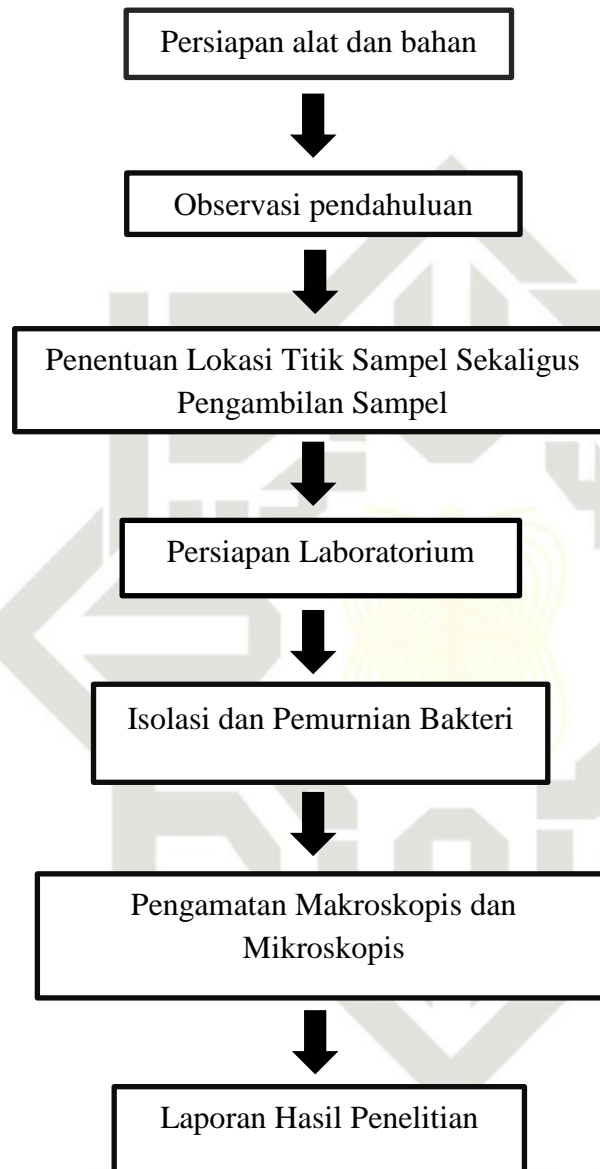 Persiapan alat dan bahan
Observasi pendahuluan
Penentuan Lokasi Titik Sampel Sekaligus
Pengambilan Sampel
Persiapan Laboratorium
Isolasi dan Pemurnian Bakteri
Pengamatan Makroskopis dan
Mikroskopis
Laporan Hasil Penelitian